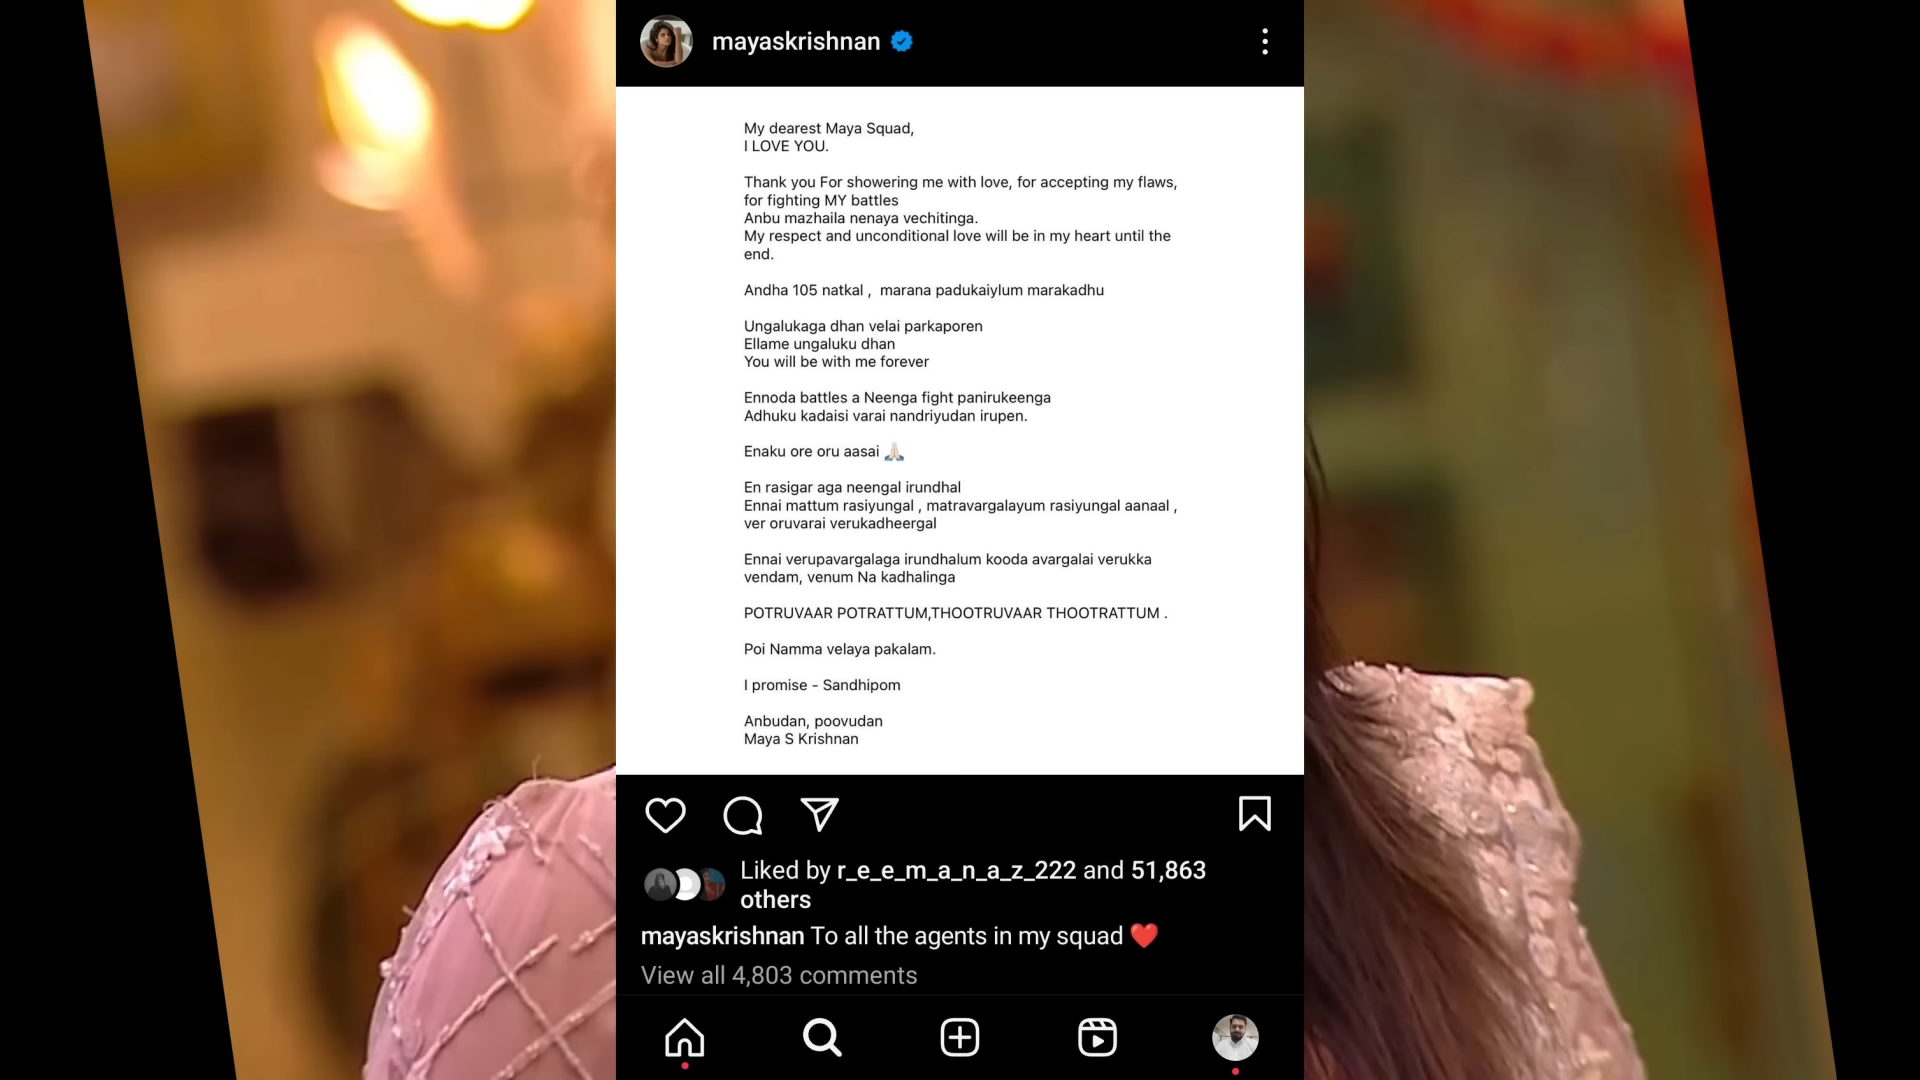 mayaskrishnan
My dearest Maya Squad,
I LOVE YOU.
Thank you For showering me with love, for accepting my flaws,
for fighting MY battles
Anbu mazhaila nenaya vechitinga.
My respect and unconditional love will be in my heart until the
end.
Andha 105 natkal ,  marana padukaiylum marakadhu
Ungalukaga dhan velai parkaporen
Ellame ungaluku dhan
You will be with me forever
Ennoda battles a Neenga fight panirukeenga
Adhuku kadaisi varai nandriyudan irupen.
Enaku ore oru aasai 🙏🏻
En rasigar aga neengal irundhal
Ennai mattum rasiyungal , matravargalayum rasiyungal aanaal ,
ver oruvarai verukadheergal
Ennai verupavargalaga irundhalum kooda avargalai verukka
vendam, venum Na kadhalinga
POTRUVAAR POTRATTUM,THOOTRUVAAR THOOTRATTUM .
Poi Namma velaya pakalam.
I promise - Sandhipom
Anbudan, poovudan
Maya S Krishnan
Liked by r_e_e_m_a_n_a_z_222 and 51,863
others
mayaskrishnan To all the agents in my squad ❤️
View all 4,803 comments